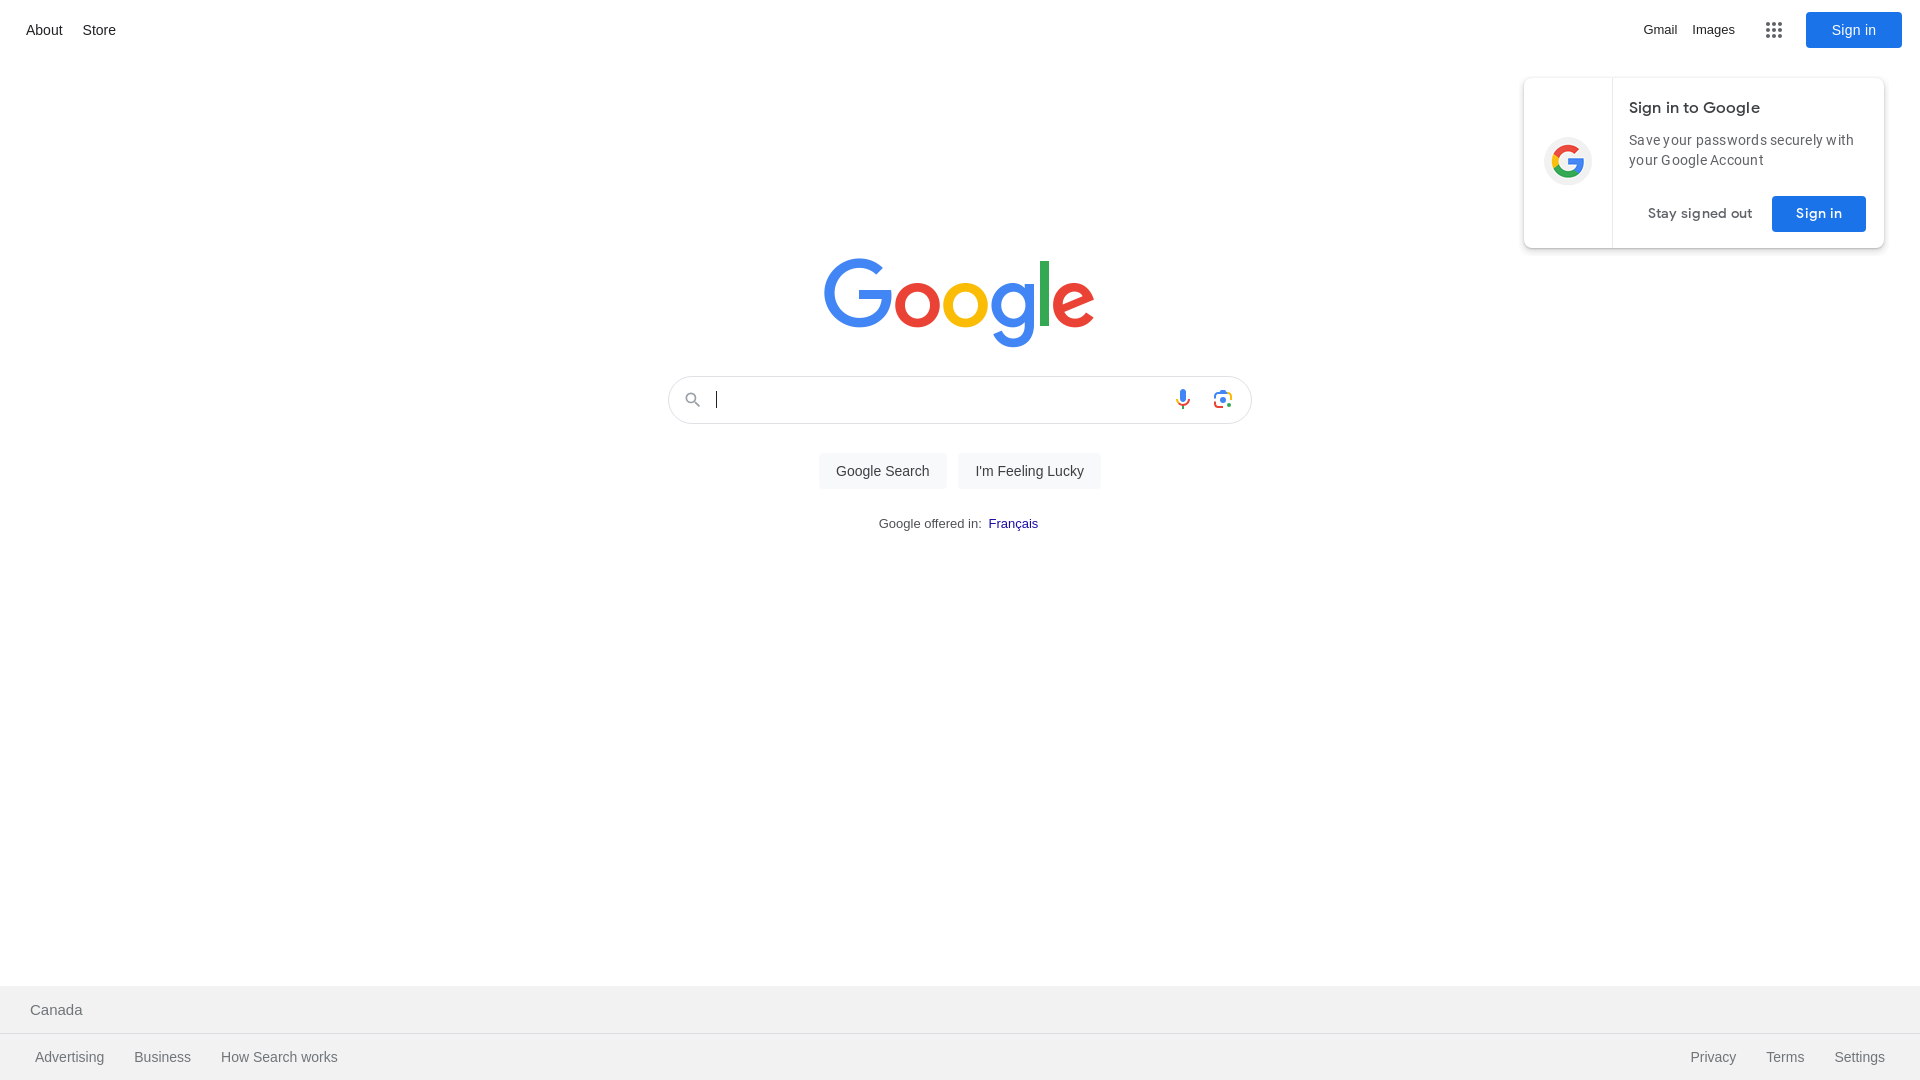 About Store Gmail Images Sign in
Sign in to Google
Save your passwords securely with
your Google Account
Stay signed out Sign in
Google
Google Search I'm Feeling Lucky
Google offered in: Français
Canada
Advertising Business How Search works Privacy Terms Settings